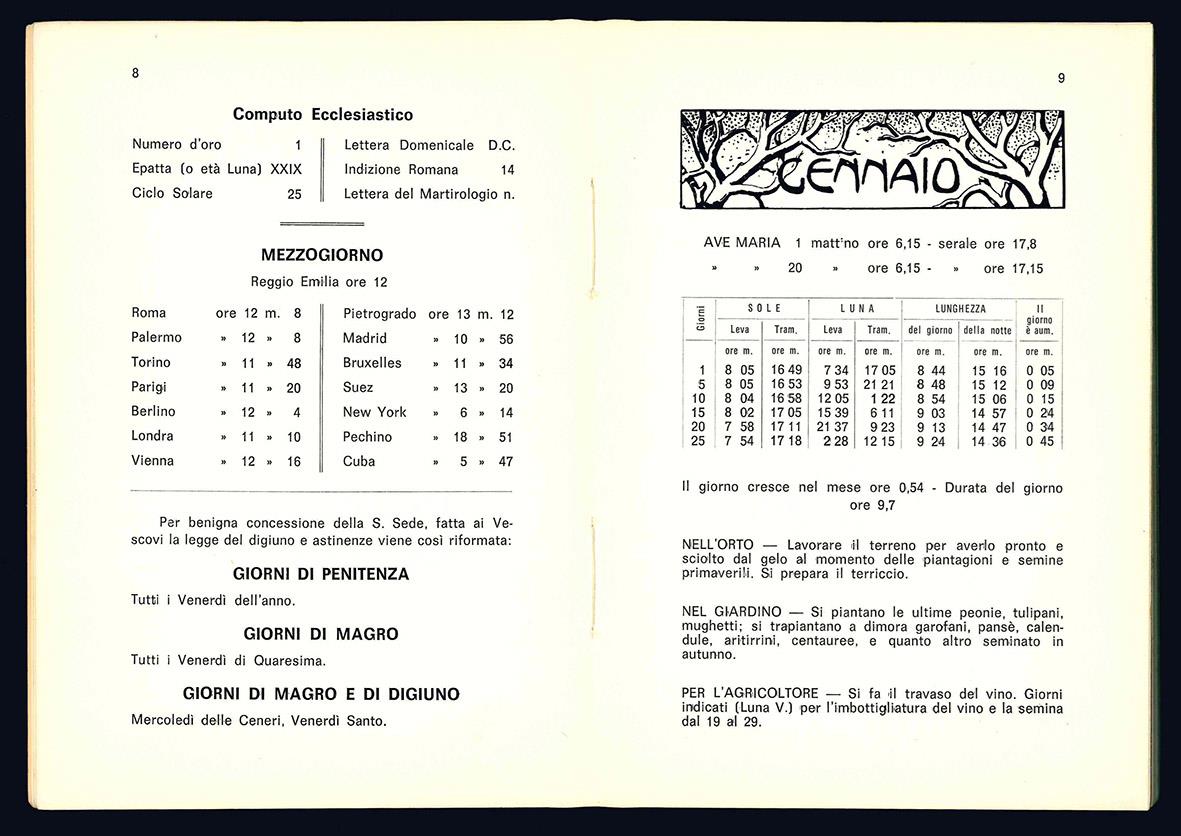 8
Computo Ecclesiastico
Numero d'oro 1 Lettera Domenicale D.C.
Epatta (o età Luna) XXIX Indizione Romana 14
Ciclo Solare 25 Lettera del Martirologio n.
MEZZOGIORNO
Reggio Emilia ore 12
Roma ore 12 m. 8 Pietrogrado ore 13 m. 12
Palermo » 12 » 8 Madrid » 10 » 56
Torino » 11 » 48 Bruxelles » 11 » 34
Parigi » 11 » 20 Suez » 13 » 20
Berlino » 12 » 4 New York » 6 » 14
Londra » 11 » 10 Pechino » 18 » 51
Vienna » 12 » 16 Cuba » 5 » 47
Per benigna concessione della S. Sede, fatta ai Ve-
scovi la legge del digiuno e astinenze viene così riformata:
GIORNI DI PENITENZA
Tutti i Venerdì dell'anno.
GIORNI DI MAGRO
Tutti i Venerdì di Quaresima.
GIORNI DI MAGRO E DI DIGIUNO
Mercoledì delle Ceneri, Venerdì Santo.
9
GENNAIO
AVE MARIA 1 matt'no ore 6,15 - serale ore 17,8
» » 20 » ore 6,15 - » ore 17,15
Giorni SOLE LUNA LUNGHEZZA Il giorno è aum.
Leva Tram. Leva Tram. del giorno della notte
ore m. ore m. ore m. ore m. ore m. ore m. ore m.
1 8 05 16 49 7 34 17 05 8 44 15 16 0 05
5 8 05 16 53 9 53 21 21 8 48 15 12 0 09
10 8 04 16 58 12 05 1 22 8 54 15 06 0 15
15 8 02 17 05 15 39 6 11 9 03 14 57 0 24
20 7 58 17 11 21 37 9 23 9 13 14 47 0 34
25 7 54 17 18 2 28 12 15 9 24 14 36 0 45
Il giorno cresce nel mese ore 0,54 - Durata del giorno
ore 9,7
NELL'ORTO — Lavorare il terreno per averlo pronto e
sciolto dal gelo al momento delle piantagioni e semine
primaverili. Si prepara il terriccio.
NEL GIARDINO — Si piantano le ultime peonie, tulipani,
mughetti; si trapiantano a dimora garofani, pansè, calen-
dule, aritirrini, centauree, e quanto altro seminato in
autunno.
PER L'AGRICOLTORE — Si fa il travaso del vino. Giorni
indicati (Luna V.) per l'imbottigliatura del vino e la semina
dal 19 al 29.